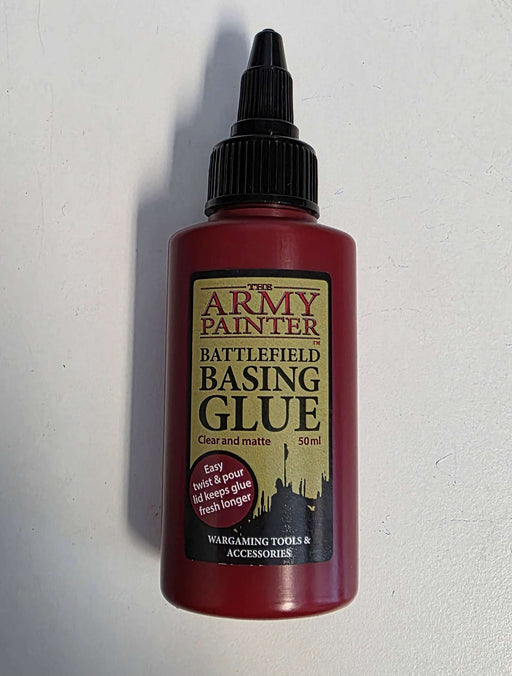 THE
ARMY
PAINTER
™
BATTLEFIELD
BASING
GLUE
Clear and matte 50ml
Easy
twist & pour
lid keeps glue
fresh longer
WARGAMING TOOLS &
ACCESSORIES